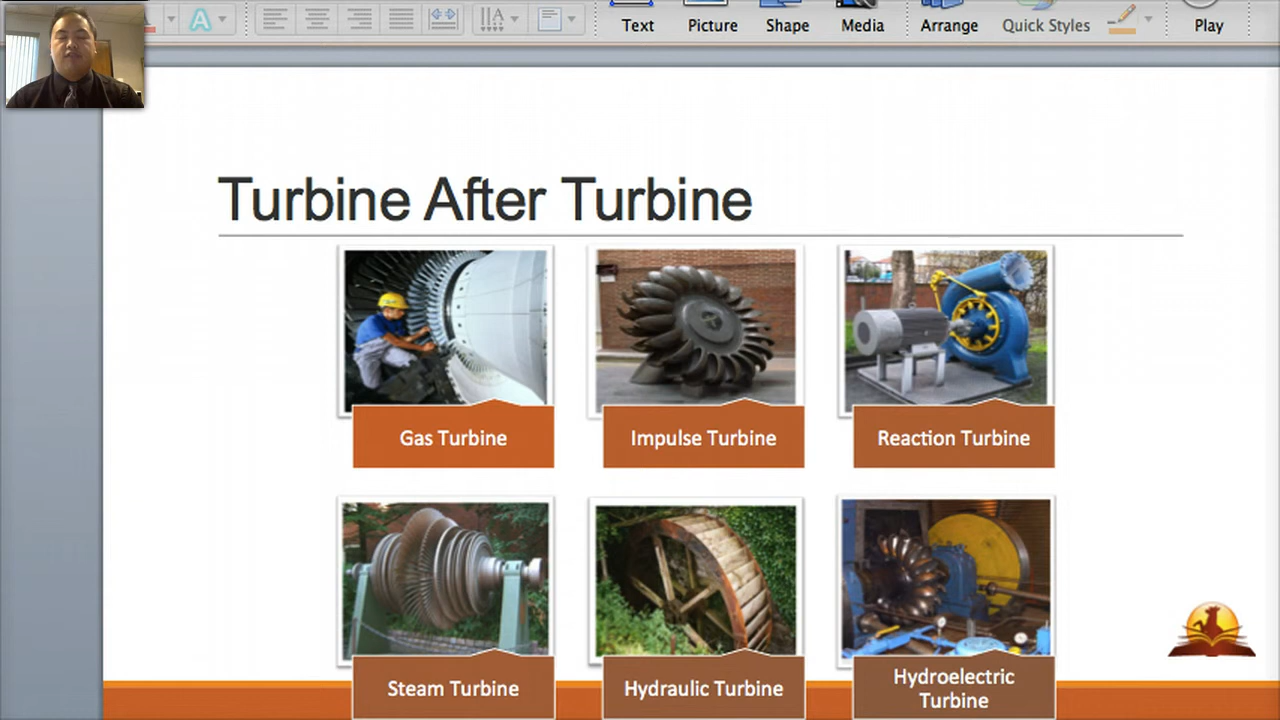 Text Picture Shape Media Arrange Quick Styles Play
Turbine After Turbine
Gas Turbine
Impulse Turbine
Reaction Turbine
Steam Turbine
Hydraulic Turbine
Hydroelectric
Turbine